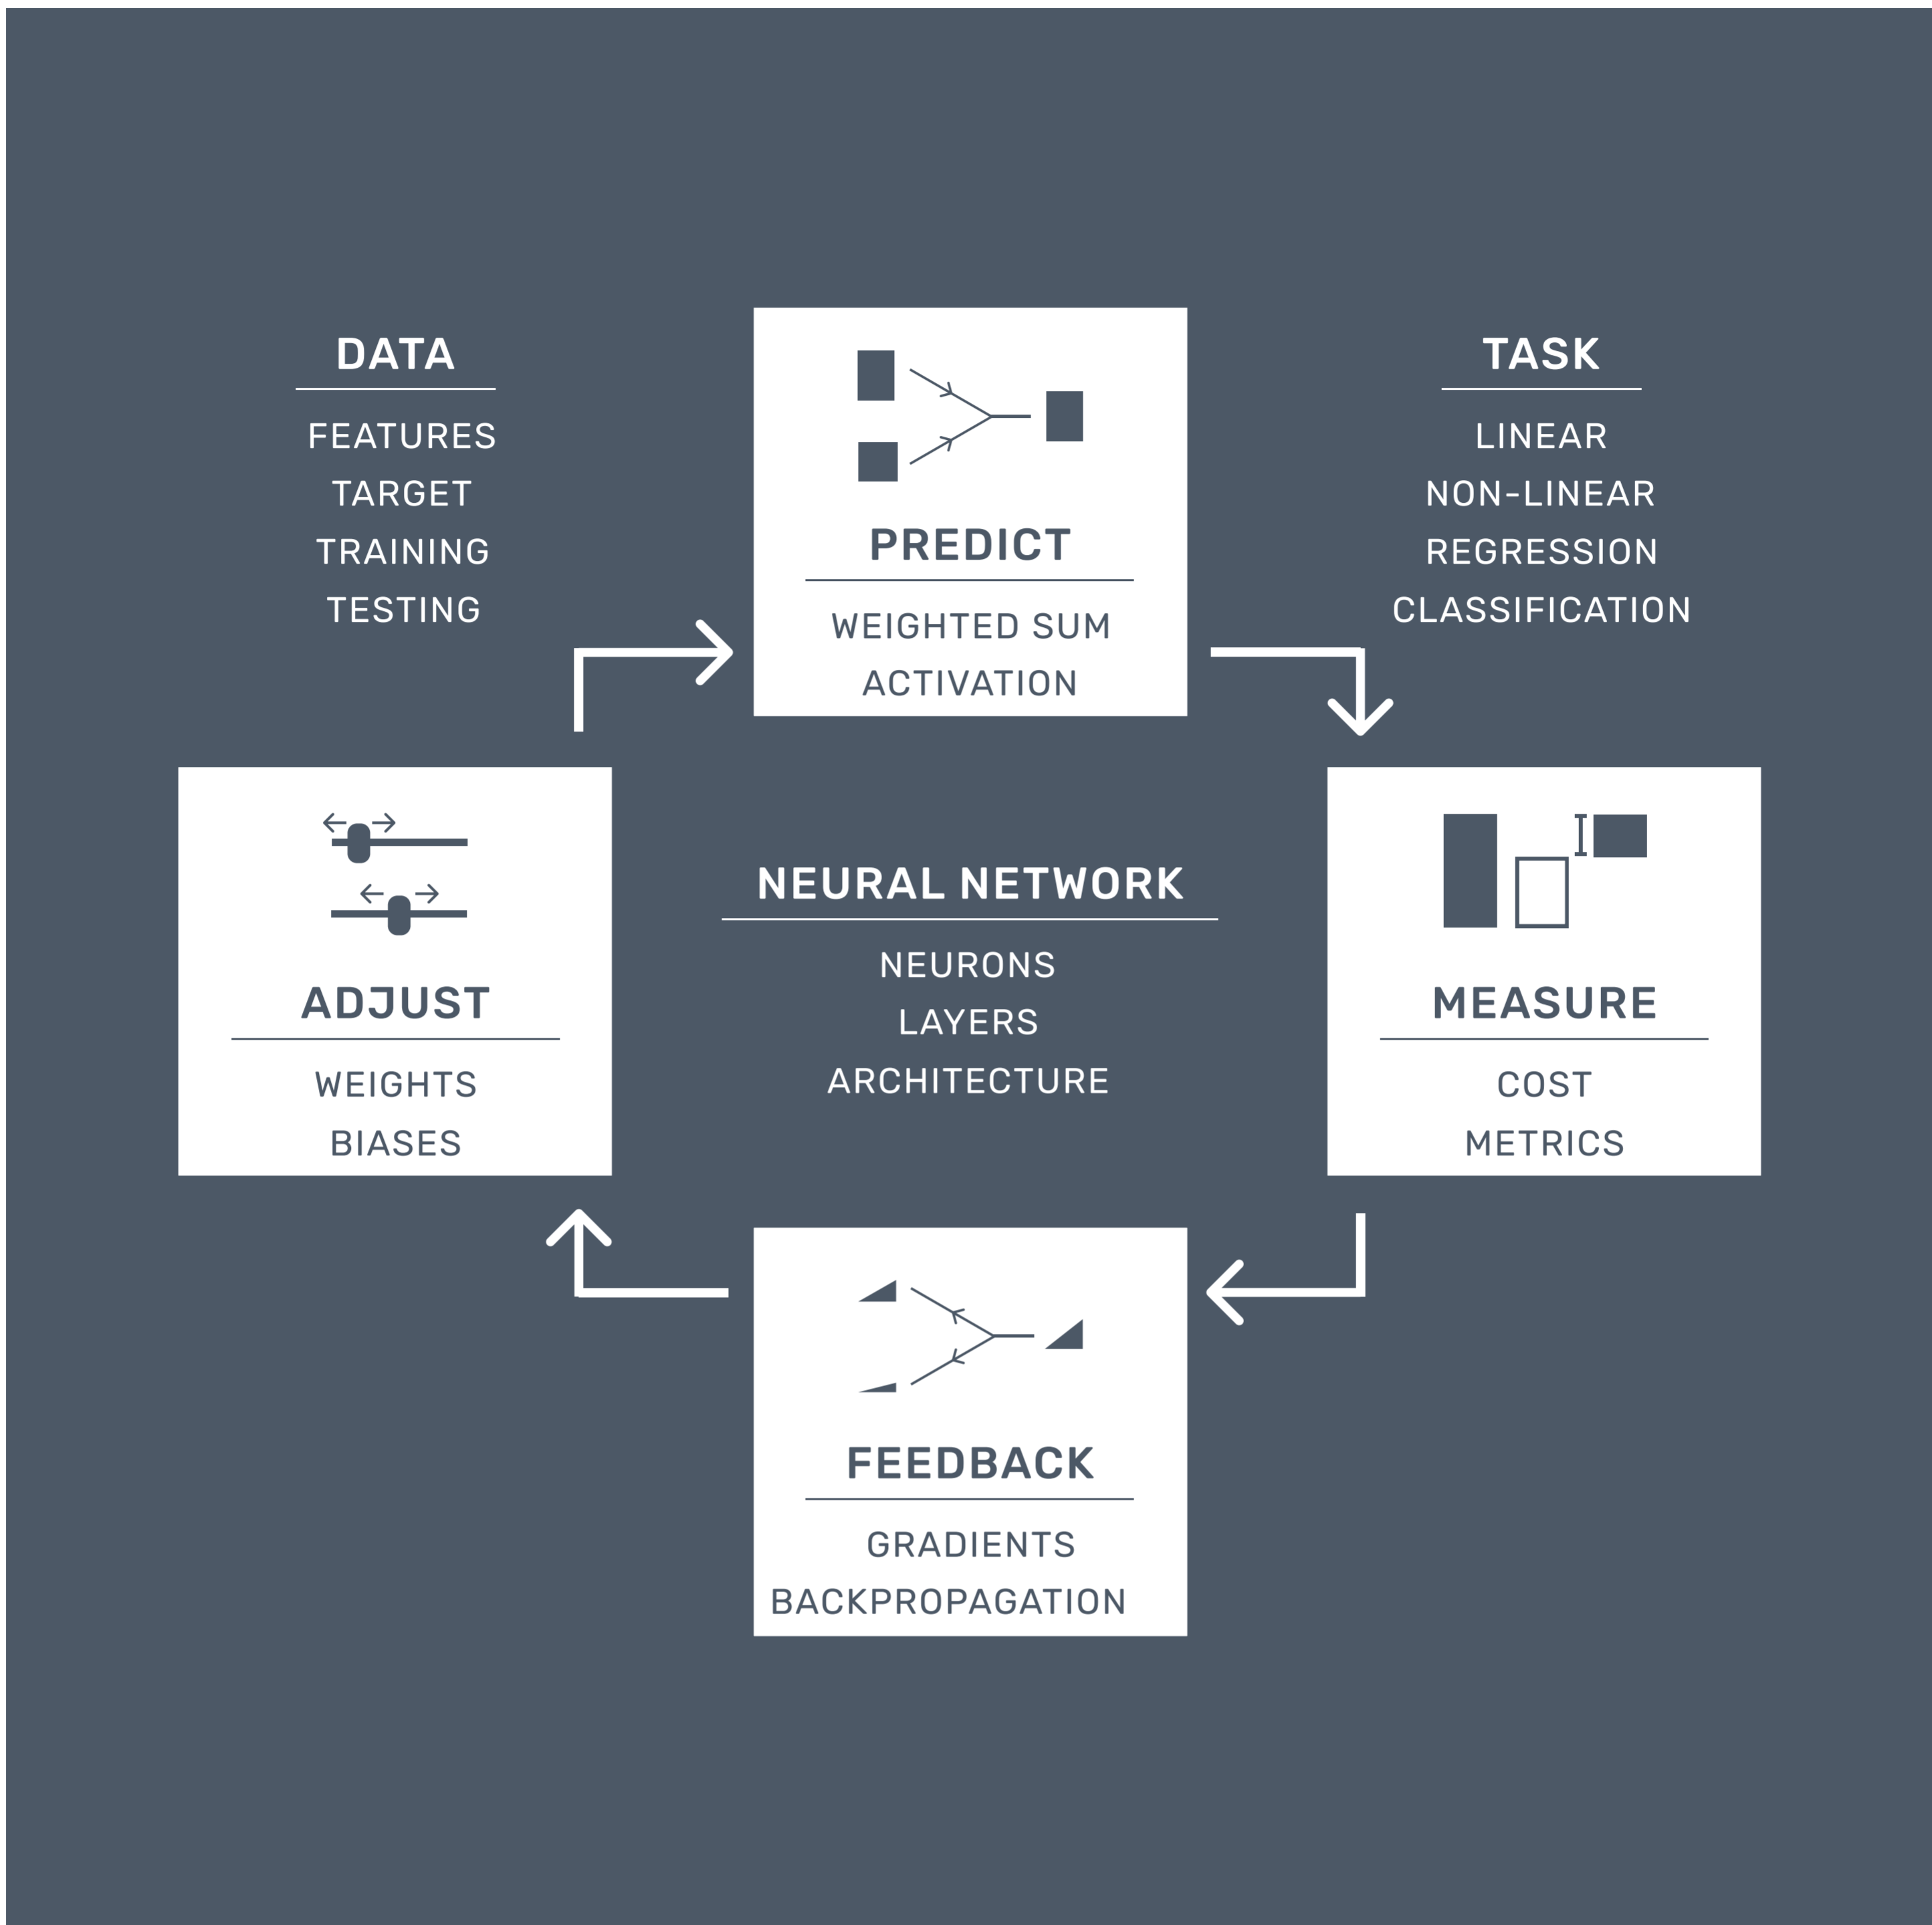 DATA
FEATURES
TARGET
TRAINING
TESTING
PREDICT
WEIGHTED SUM
ACTIVATION
TASK
LINEAR
NON-LINEAR
REGRESSION
CLASSIFICATION
ADJUST
WEIGHTS
BIASES
NEURAL NETWORK
NEURONS
LAYERS
ARCHITECTURE
MEASURE
COST
METRICS
FEEDBACK
GRADIENTS
BACKPROPAGATION